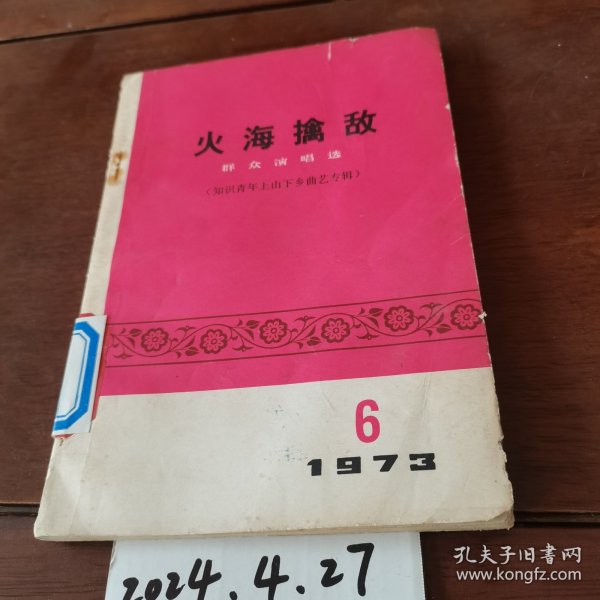 火海擒敌
群众演唱选
（知识青年上山下乡曲艺专辑）
6
1973
2024.4.27
孔夫子旧书网
www.kongfz.com